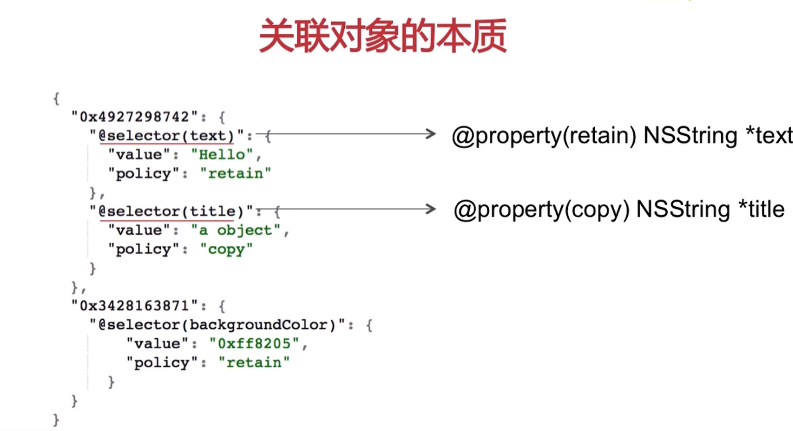 关联对象的本质
{
"0x4927298742": {
"@selector(text)": {
@property(retain) NSString *text
"value": "Hello",
"policy": "retain"
},
"@selector(title)": {
@property(copy) NSString *title
"value": "a object",
"policy": "copy"
}
},
"0x3428163871": {
"@selector(backgroundColor)": {
"value": "0xff8205",
"policy": "retain"
}
}
}